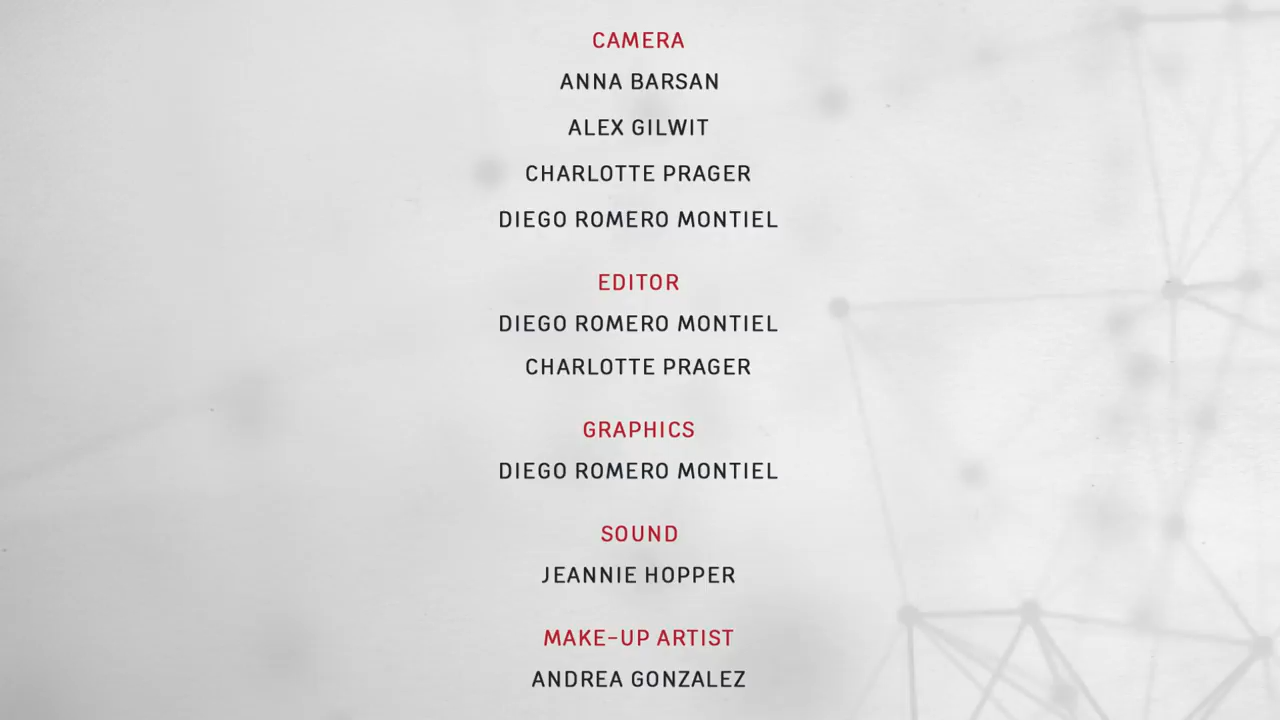 CAMERA
ANNA BARSAN
ALEX GILWIT
CHARLOTTE PRAGER
DIEGO ROMERO MONTIEL
EDITOR
DIEGO ROMERO MONTIEL
CHARLOTTE PRAGER
GRAPHICS
DIEGO ROMERO MONTIEL
SOUND
JEANNIE HOPPER
MAKE-UP ARTIST
ANDREA GONZALEZ